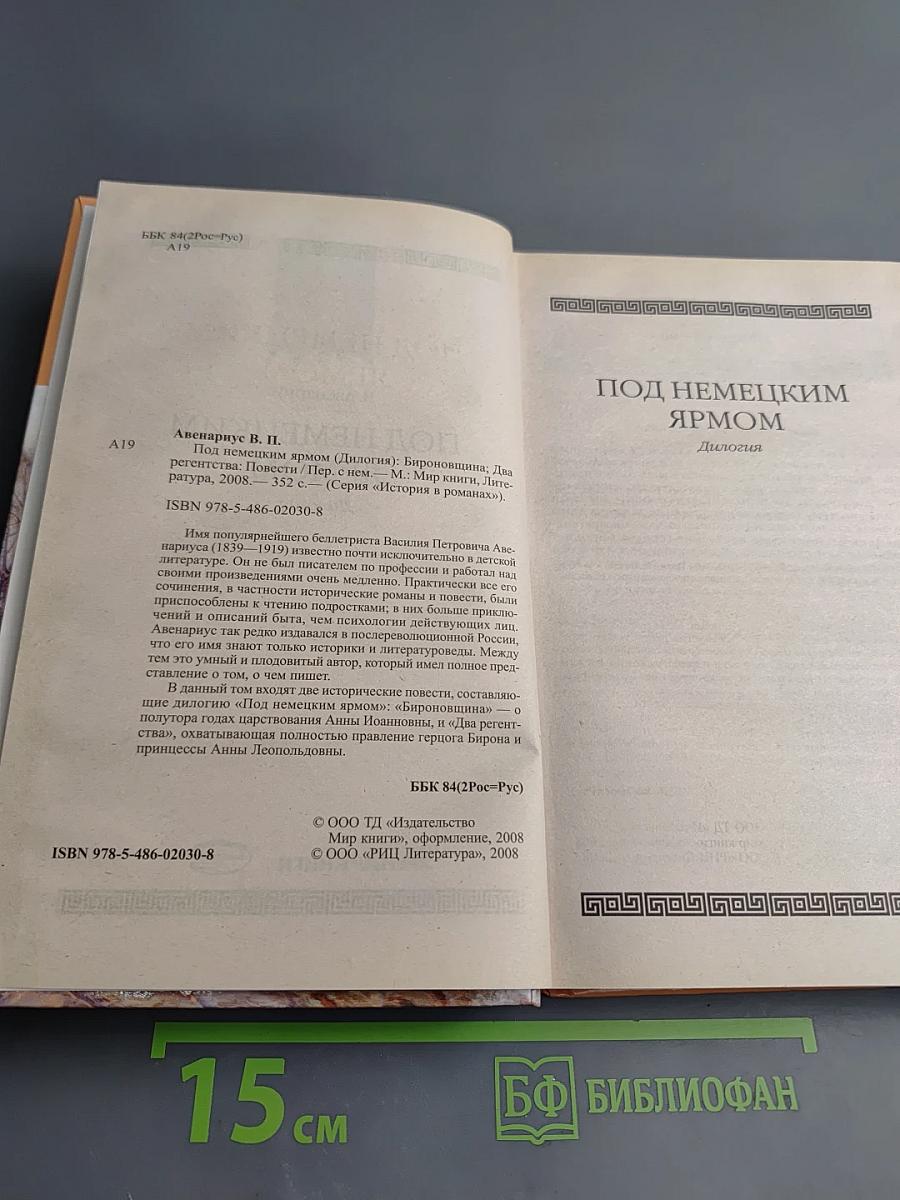 ББК 84(2Рос=Рус)
А19
А19
Авенариус В. П.
Под немецким ярмом (Дилогия): Бироновщина; Два
регентства: Повести / Пер. с нем.— М.: Мир книги, Лите-
ратура, 2008.— 352 с.— (Серия «История в романах»).
ISBN 978-5-486-02030-8
Имя популярнейшего беллетриста Василия Петровича Аве-
нариуса (1839—1919) известно почти исключительно в детской
литературе. Он не был писателем по профессии и работал над
своими произведениями очень медленно. Практически все его
сочинения, в частности исторические романы и повести, были
приспособлены к чтению подростками; в них больше приклю-
чений и описаний быта, чем психологии действующих лиц.
Авенариус так редко издавался в послереволюционной России,
что его имя знают только историки и литературоведы. Между
тем это умный и плодовитый автор, который имел полное пред-
ставление о том, о чем пишет.
В данный том входят две исторические повести, составляю-
щие дилогию «Под немецким ярмом»: «Бироновщина» — о
полутора годах царствования Анны Иоанновны, и «Два регент-
ства», охватывающая полностью правление герцога Бирона и
принцессы Анны Леопольдовны.
ББК 84(2Рос=Рус)
© ООО ТД «Издательство
Мир книги», оформление, 2008
ISBN 978-5-486-02030-8
© ООО «РИЦ Литература», 2008
ПОД НЕМЕЦКИМ
ЯРМОМ
Дилогия
15 см
БФ БИБЛИОФАН